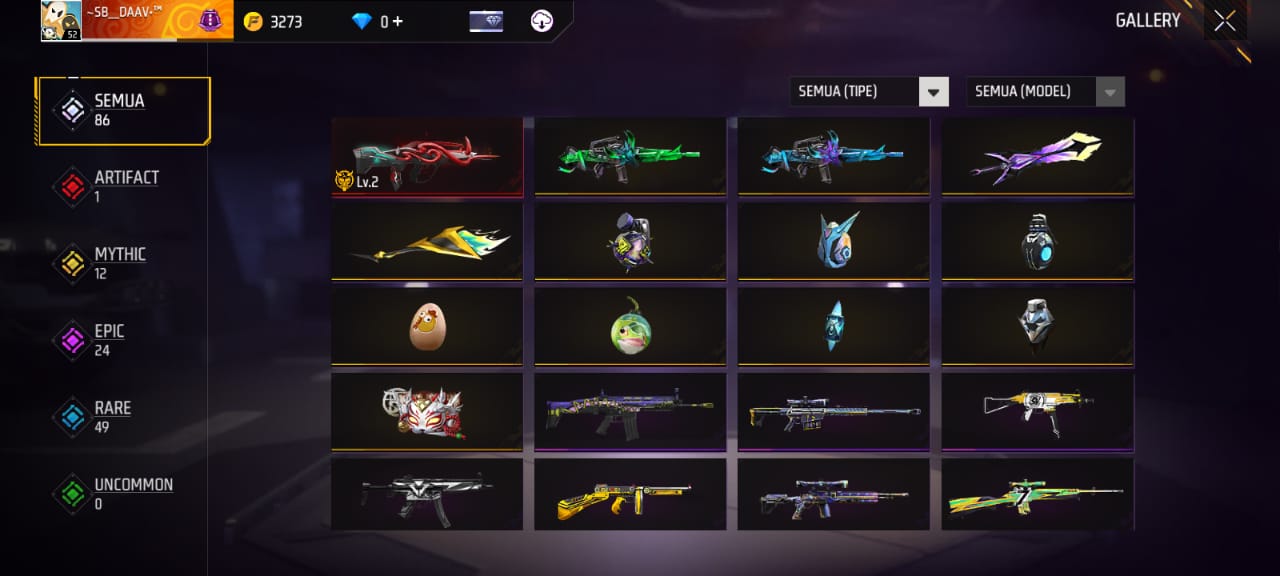 ~SB__DAAV•™
52
3273
0 +
GALLERY
SEMUA (TIPE)
SEMUA (MODEL)
SEMUA
86
ARTIFACT
1
MYTHIC
12
EPIC
24
RARE
49
UNCOMMON
0
Lv.2